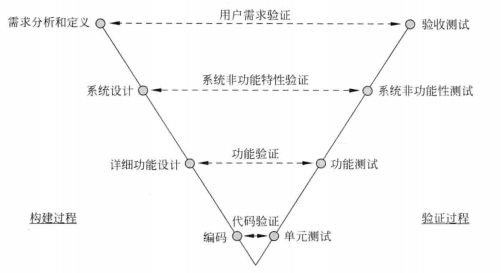 需求分析和定义
用户需求验证
验收测试
系统设计
系统非功能特性验证
系统非功能性测试
详细功能设计
功能验证
功能测试
构建过程
验证过程
代码验证
编码
单元测试